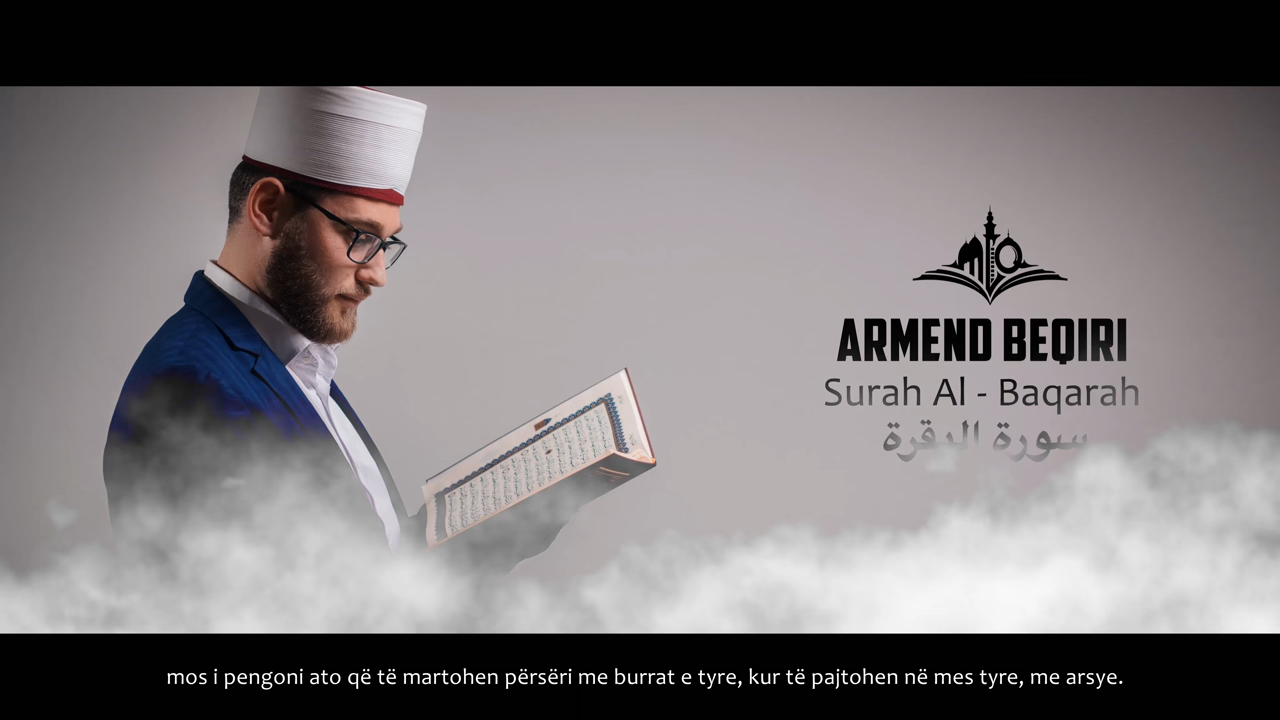 ARMEND BEQIRI
Surah Al - Baqarah
سورة البقرة
mos i pengoni ato që të martohen përsëri me burrat e tyre, kur të pajtohen në mes tyre, me arsye.